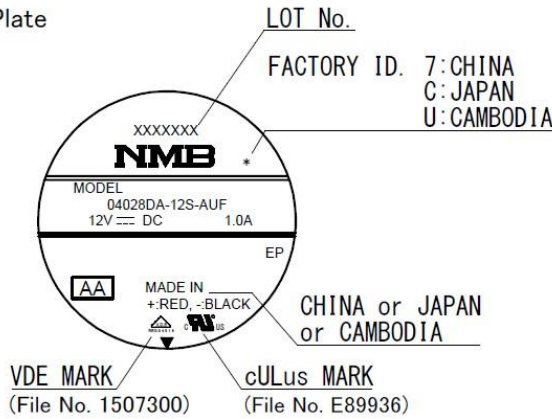 Plate
LOT No.
FACTORY ID. 7:CHINA
C:JAPAN
U:CAMBODIA
XXXXXXX
NMB *
MODEL
04028DA-12S-AUF
12V ⎓ DC 1.0A
EP
AA
MADE IN
+:RED, -:BLACK
CHINA or JAPAN
or CAMBODIA
c US
VDE MARK
(File No. 1507300)
cULus MARK
(File No. E89936)